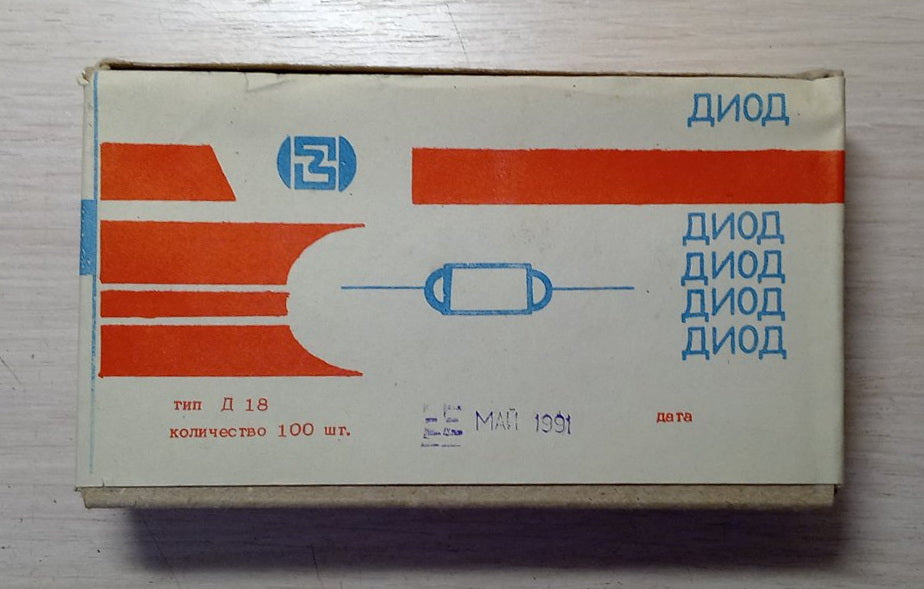 ДИОД
ДИОД
ДИОД
ДИОД
ДИОД
тип Д 18
количество 100 шт.
МАЙ 1991
дата